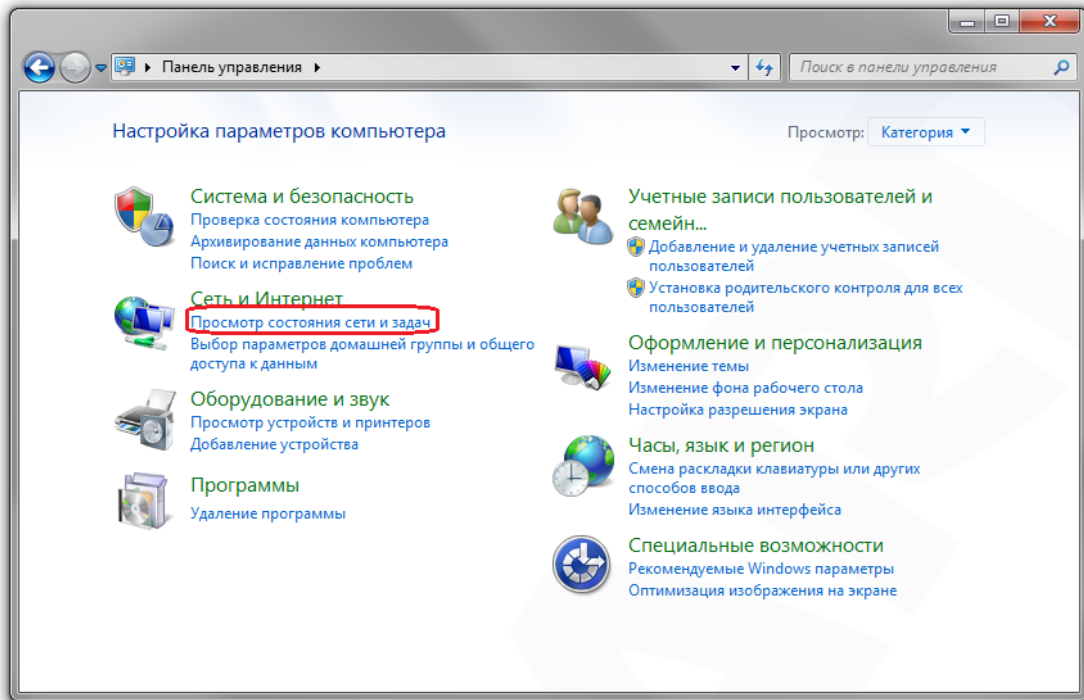 Панель управления
Поиск в панели управления
Настройка параметров компьютера
Просмотр: Категория
Система и безопасность
Проверка состояния компьютера
Архивирование данных компьютера
Поиск и исправление проблем
Сеть и Интернет
Просмотр состояния сети и задач
Выбор параметров домашней группы и общего
доступа к данным
Оборудование и звук
Просмотр устройств и принтеров
Добавление устройства
Программы
Удаление программы
Учетные записи пользователей и
семейн...
Добавление и удаление учетных записей
пользователей
Установка родительского контроля для всех
пользователей
Оформление и персонализация
Изменение темы
Изменение фона рабочего стола
Настройка разрешения экрана
Часы, язык и регион
Смена раскладки клавиатуры или других
способов ввода
Изменение языка интерфейса
Специальные возможности
Рекомендуемые Windows параметры
Оптимизация изображения на экране